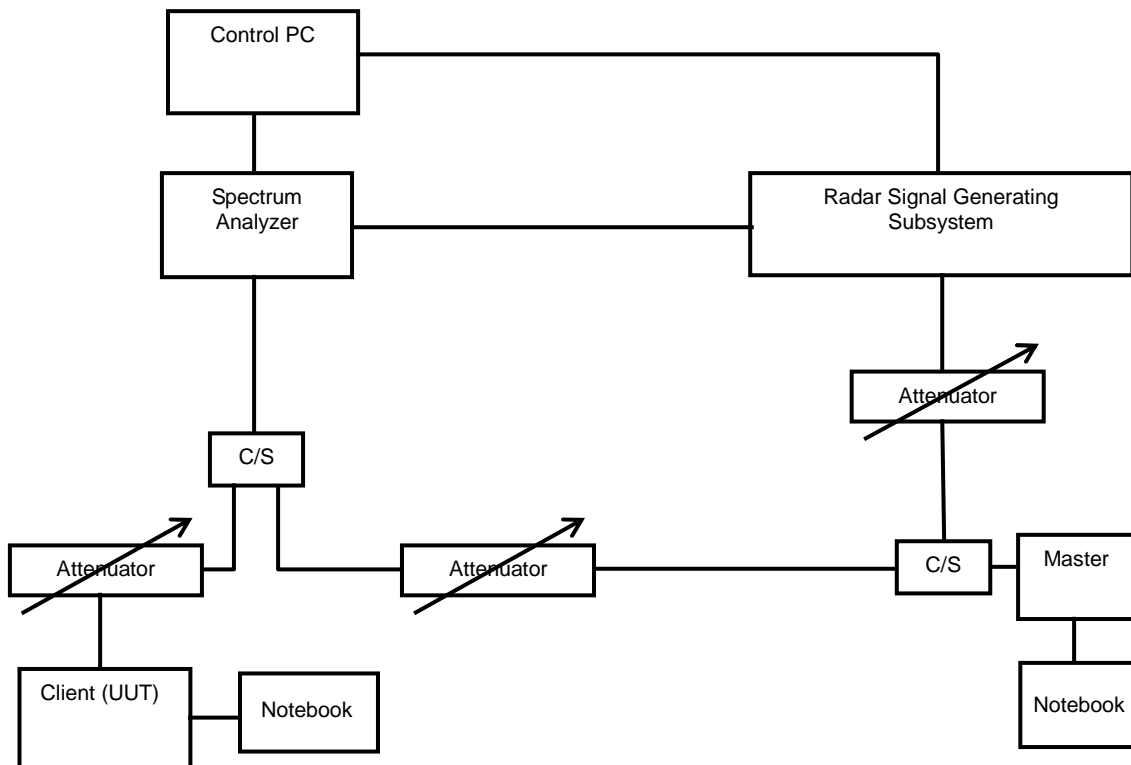 Control PC
Spectrum
Analyzer
Radar Signal Generating
Subsystem
Attenuator
C/S
Attenuator
Attenuator
C/S
Master
Client (UUT)
Notebook
Notebook